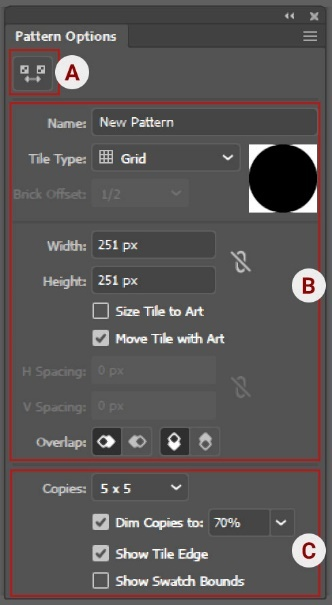 Pattern Options
A
Name: New Pattern
Tile Type: Grid
Brick Offset: 1/2
Width: 251 px
Height: 251 px
Size Tile to Art
Move Tile with Art
B
H Spacing: 0 px
V Spacing: 0 px
Overlap:
Copies: 5 x 5
Dim Copies to: 70%
Show Tile Edge
C
Show Swatch Bounds